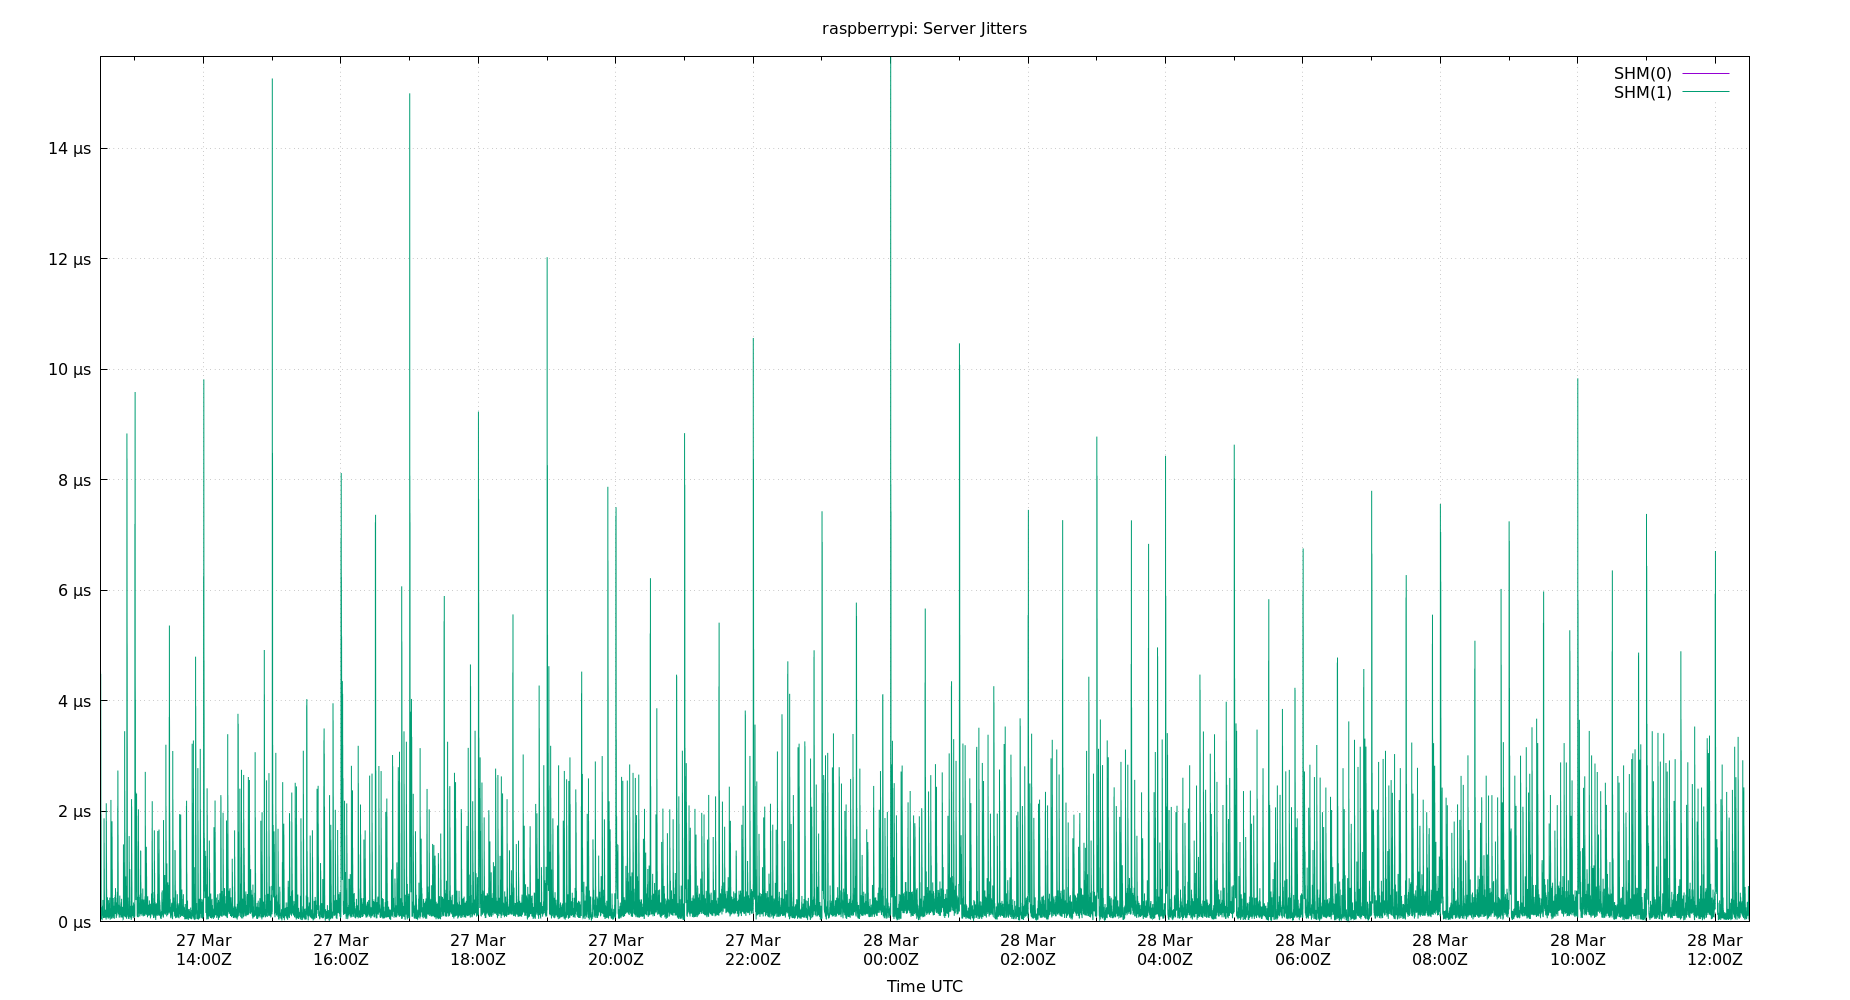 raspberrypi: Server Jitters
SHM(0)
SHM(1)
14 µs
12 µs
10 µs
8 µs
6 µs
4 µs
2 µs
0 µs
27 Mar 27 Mar 27 Mar 27 Mar 27 Mar 28 Mar 28 Mar 28 Mar 28 Mar 28 Mar 28 Mar 28 Mar
14:00Z 16:00Z 18:00Z 20:00Z 22:00Z 00:00Z 02:00Z 04:00Z 06:00Z 08:00Z 10:00Z 12:00Z
Time UTC